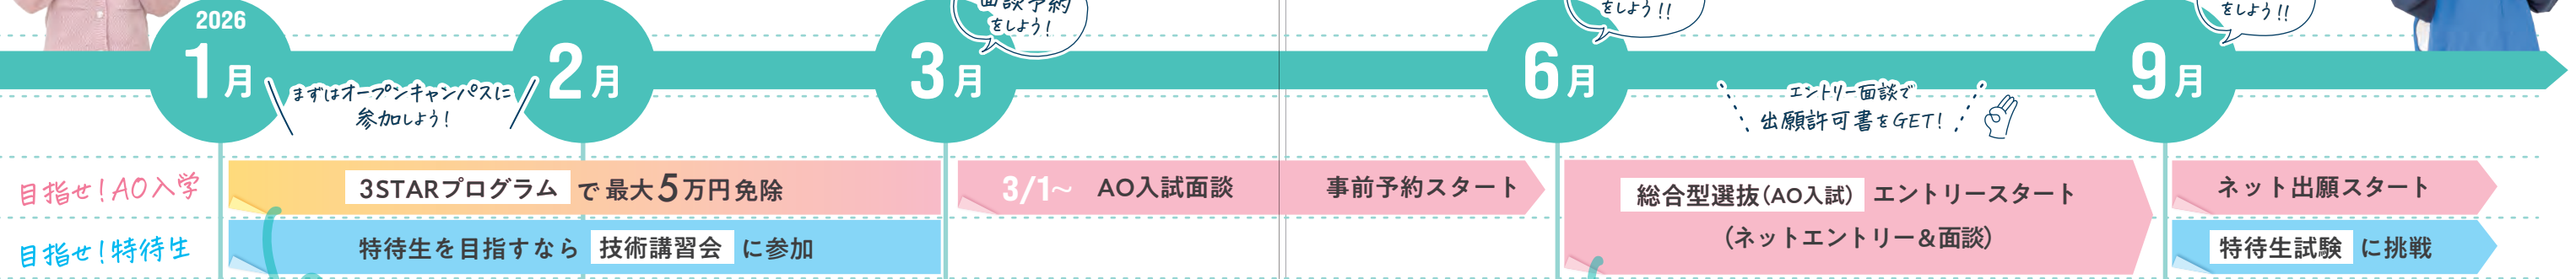 2026
1月
まずはオープンキャンパスに
参加しよう!
2月
3月
面談予約
をしよう!
6月
をしよう!!
エントリー面談で
出願許可書をGET!
9月
をしよう!!
目指せ!AO入学
3STARプログラム で最大5万円免除
3/1~ AO入試面談 事前予約スタート
総合型選抜(AO入試) エントリースタート
(ネットエントリー&面談)
ネット出願スタート
目指せ!特待生
特待生を目指すなら 技術講習会 に参加
特待生試験 に挑戦